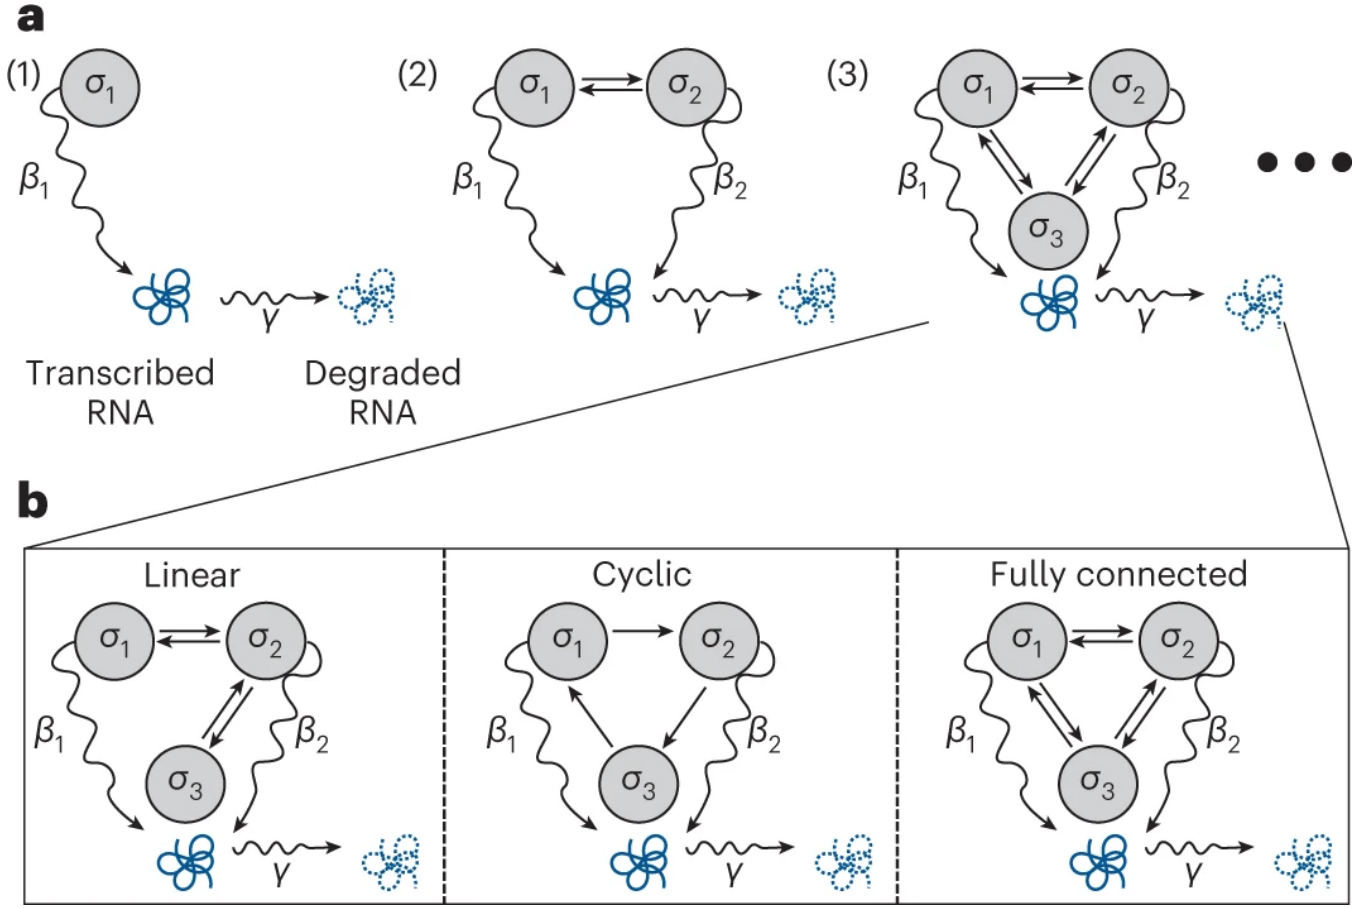 a
(1) σ1 (2) σ1 σ2 (3) σ1 σ2
β1 β1 β2 β1 β2
σ3
γ γ γ
Transcribed Degraded
RNA RNA
b
Linear Cyclic Fully connected
σ1 σ2 σ1 σ2 σ1 σ2
β1 β2 β1 β2 β1 β2
σ3 σ3 σ3
γ γ γ